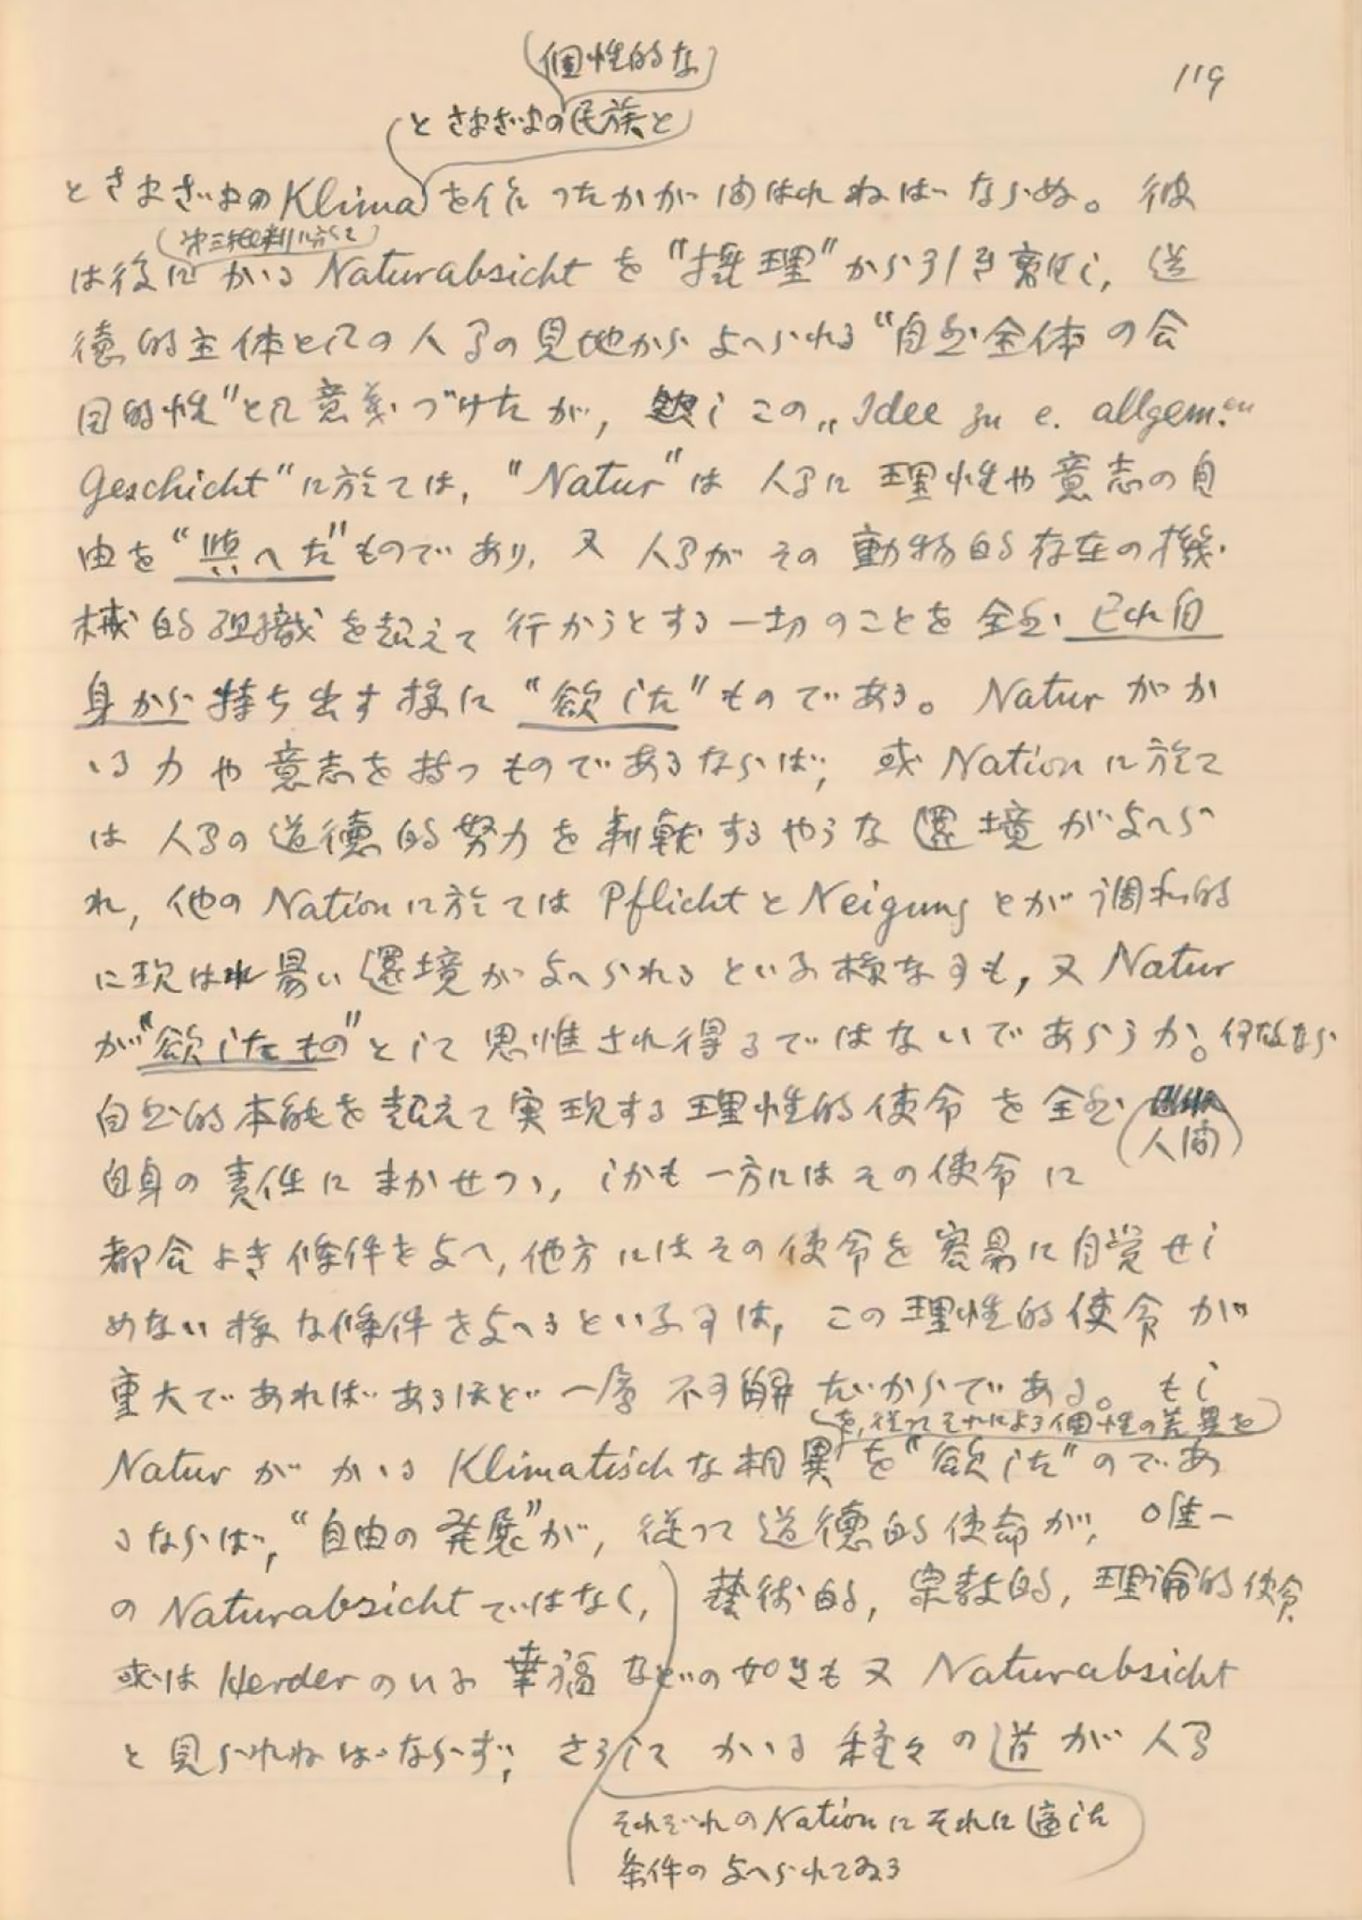 119
個性的な
とさまざまの民族と
とさまざまのKlimaを作ったかが問はれねばならぬ。彼
第三批判に於て
は後にかゝるNaturabsichtを"摂理"から引き離し, 道
徳的主体としての人間の見地から与へられる"自然全体の合
目的性"として意義づけたが, 然しこの„Idee zu e. allgem.en
Geschicht"に於ては, "Natur"は人間に理性や意志の自
由を"與へた"ものであり, 又人間がその動物的存在の機
械的組織を超えて行かうとする一切のことを全然己れ自
身から持ち出す様に"欲した"ものである。Naturがか
ゝる力や意志を持つものであるならば, 或Nationに於て
は人間の道徳的努力を刺戟するやうな環境が与へら
れ, 他のNationに於てはPflichtとNeigungとが調和的
に現はれ易い環境が与へられるといふ様な事も, 又Natur
が"欲したもの"として思惟され得るではないであらうか。何故なら
自然的本能を超えて実現する理性的使命を全然
人間
自身の責任にまかせつゝ, しかも一方にはその使命に
都合よき條件を与へ, 他方にはその使命を容易に自覚せし
めない様な條件を与へるといふ事は, この理性的使命が
重大であればあるほど一層不可解だからである。もし
を, 従ってそれによる個性の差異を
NaturがかゝるKlimatischな相異を"欲した"のであ
るならば, "自由の発展"が, 従って道徳的使命が, 唯一
のNaturabsichtではなく, 藝術的, 宗教的, 理論的使命
或はHerderのいふ幸福などの如きも又Naturabsicht
と見られねばならず, さうしてかゝる種々の道が人間
それぞれのNationにそれに適した
条件の与へられてゐる